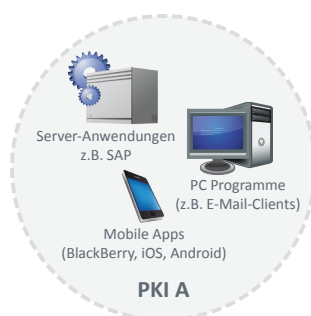 Server-Anwendungen
z.B. SAP
PC Programme
(z.B. E-Mail-Clients)
Mobile Apps
(BlackBerry, iOS, Android)
PKI A